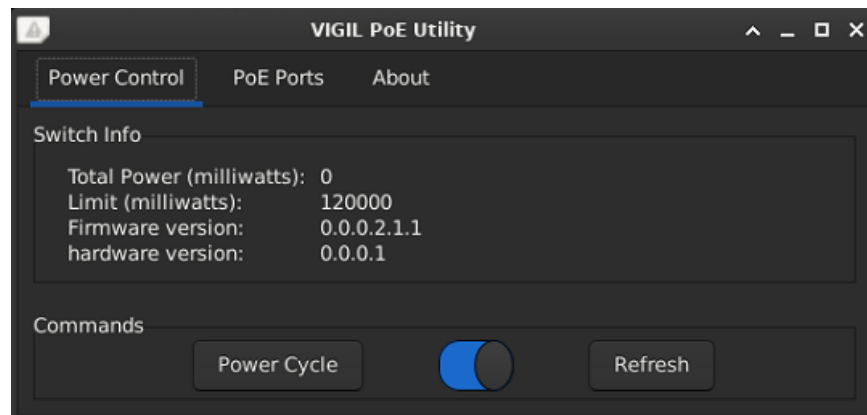 VIGIL PoE Utility
Power Control PoE Ports About
Switch Info
Total Power (milliwatts): 0
Limit (milliwatts): 120000
Firmware version: 0.0.0.2.1.1
hardware version: 0.0.0.1
Commands
Power Cycle Refresh